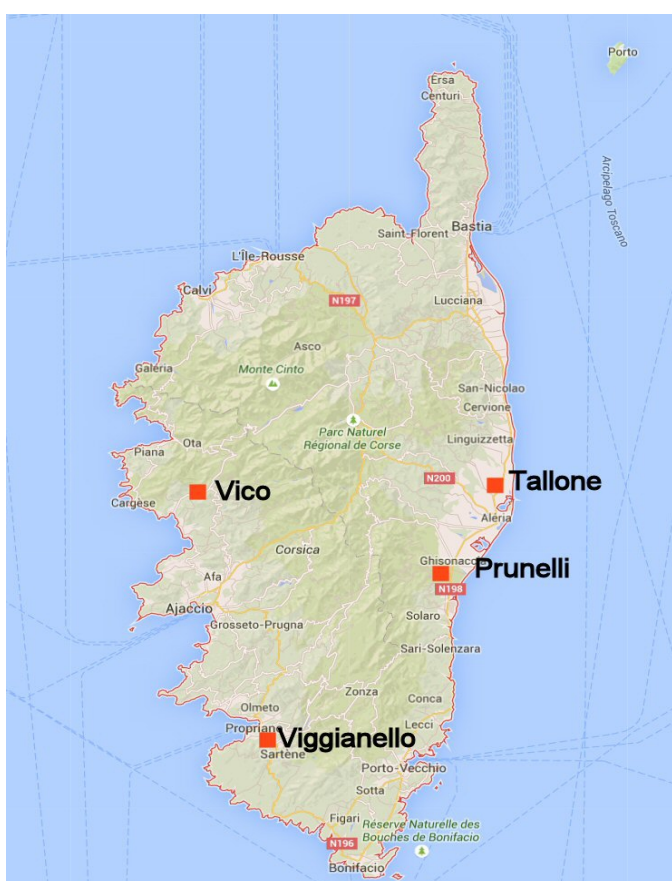 Porto
Ersa
Centuri
Arcipelago Toscano
Bastia
Saint-Florent
L'Île-Rousse
Calvi
N197
Lucciana
Asco
Monte Cinto
Galéria
San-Nicolao
Cervione
Parc Naturel
Régional de Corse
Ota
Piana
Linguizzetta
N200
Tallone
Vico
Cargèse
Aléria
Corsica
Ghisonaccia
Prunelli
Afa
N198
Ajaccio
Solaro
Grosseto-Prugna
Sari-Solenzara
Zonza
Conca
Olmeto
Lecci
Propriano
Viggianello
Sartène
Porto-Vecchio
Sotta
Figari
Réserve Naturelle des
Bouches de Bonifacio
N196
Bonifacio